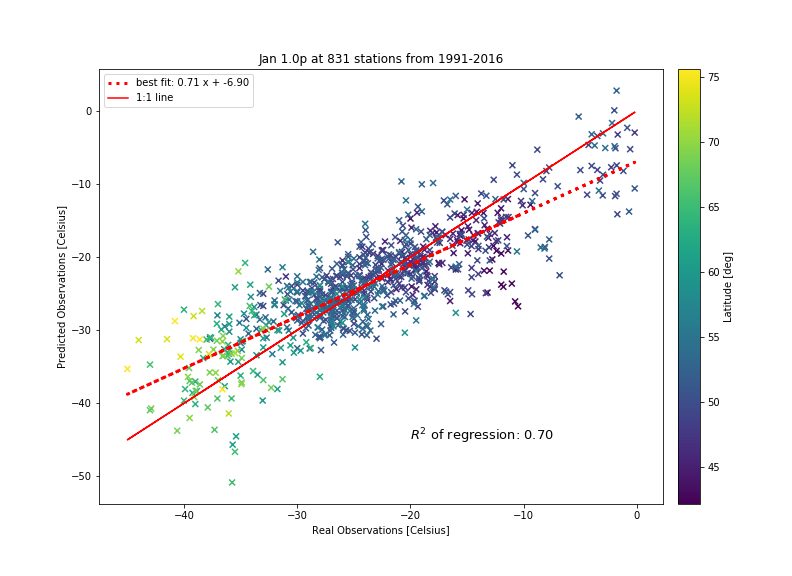 Jan 1.0p at 831 stations from 1991-2016
best fit: 0.71 x + -6.90
1:1 line
0
−10
−20
−30
−40
−50
Predicted Observations [Celsius]
R² of regression: 0.70
−40 −30 −20 −10 0
Real Observations [Celsius]
75
70
65
60
55
50
45
Latitude [deg]